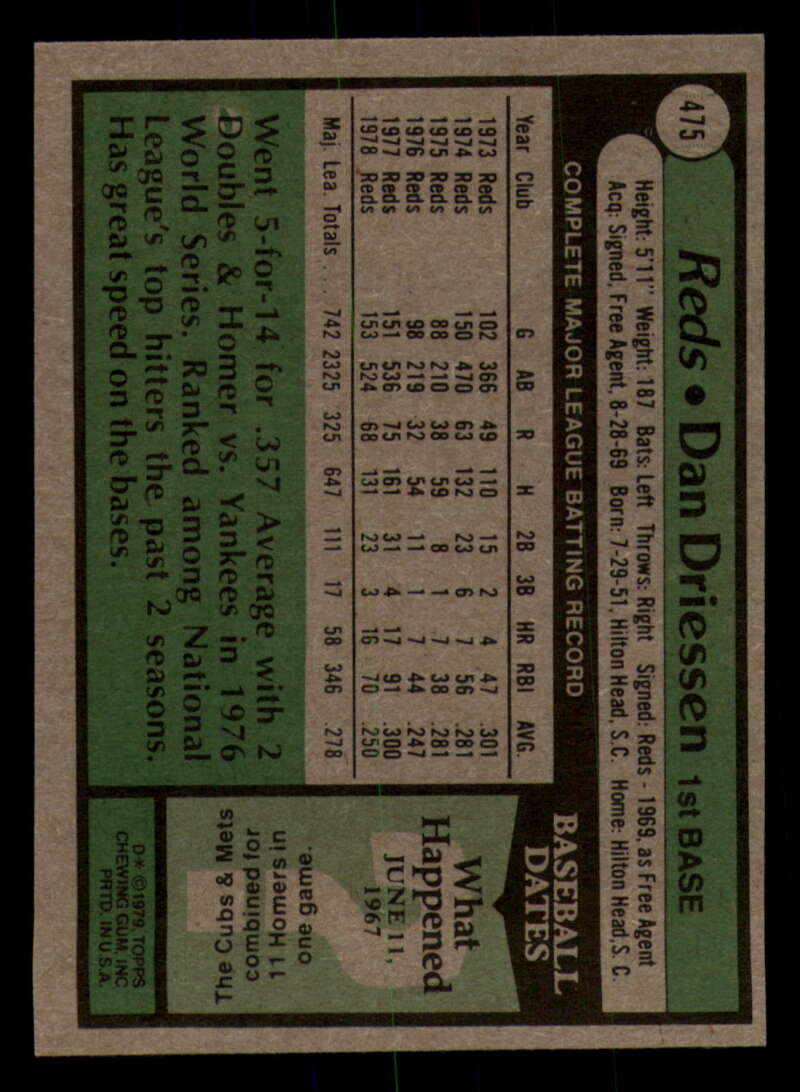 475
Reds • Dan Driessen 1st BASE
Height: 5'11" Weight: 187 Bats: Left Throws: Right Signed: Reds - 1969, as Free Agent
Acq: Signed, Free Agent, 8-28-69 Born: 7-29-51, Hilton Head, S.C. Home: Hilton Head, S. C.
COMPLETE MAJOR LEAGUE BATTING RECORD
Year Club G AB R H 2B 3B HR RBI AVG.
1973 Reds 102 366 49 110 15 2 4 47 .301
1974 Reds 150 470 63 132 23 6 7 56 .281
1975 Reds 88 210 38 59 8 1 7 38 .281
1976 Reds 98 219 32 54 11 1 7 44 .247
1977 Reds 151 536 75 161 31 4 17 91 .300
1978 Reds 153 524 68 131 23 3 16 70 .250
Maj. Lea. Totals . . . 742 2325 325 647 111 17 58 346 .278
Went 5-for-14 for .357 Average with 2
Doubles & Homer vs. Yankees in 1976
World Series. Ranked among National
League's top hitters the past 2 seasons.
Has great speed on the bases.
BASEBALL
DATES
What
Happened
JUNE 11,
1967
?
The Cubs & Mets
combined for
11 Homers in
one game.
D* ©1979, TOPPS
CHEWING GUM, INC
PRTD. IN U.S.A.